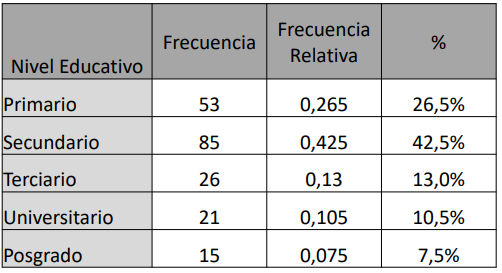 Nivel Educativo Frecuencia Frecuencia Relativa %
Primario 53 0,265 26,5%
Secundario 85 0,425 42,5%
Terciario 26 0,13 13,0%
Universitario 21 0,105 10,5%
Posgrado 15 0,075 7,5%